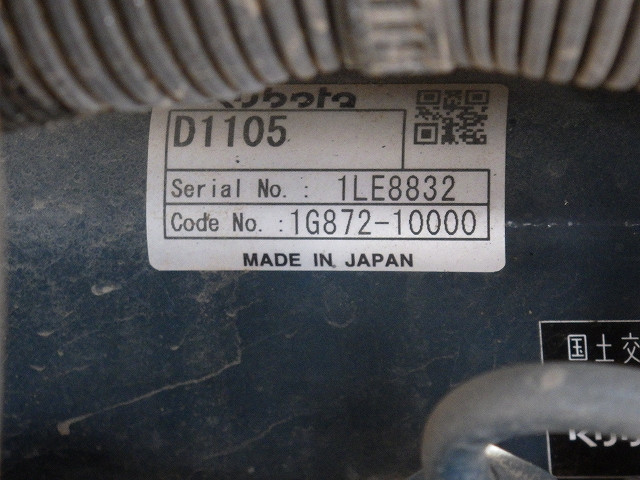 Kubota
D1105
Serial No. : 1LE8832
Code No. :1G872-10000
MADE IN JAPAN
国土交